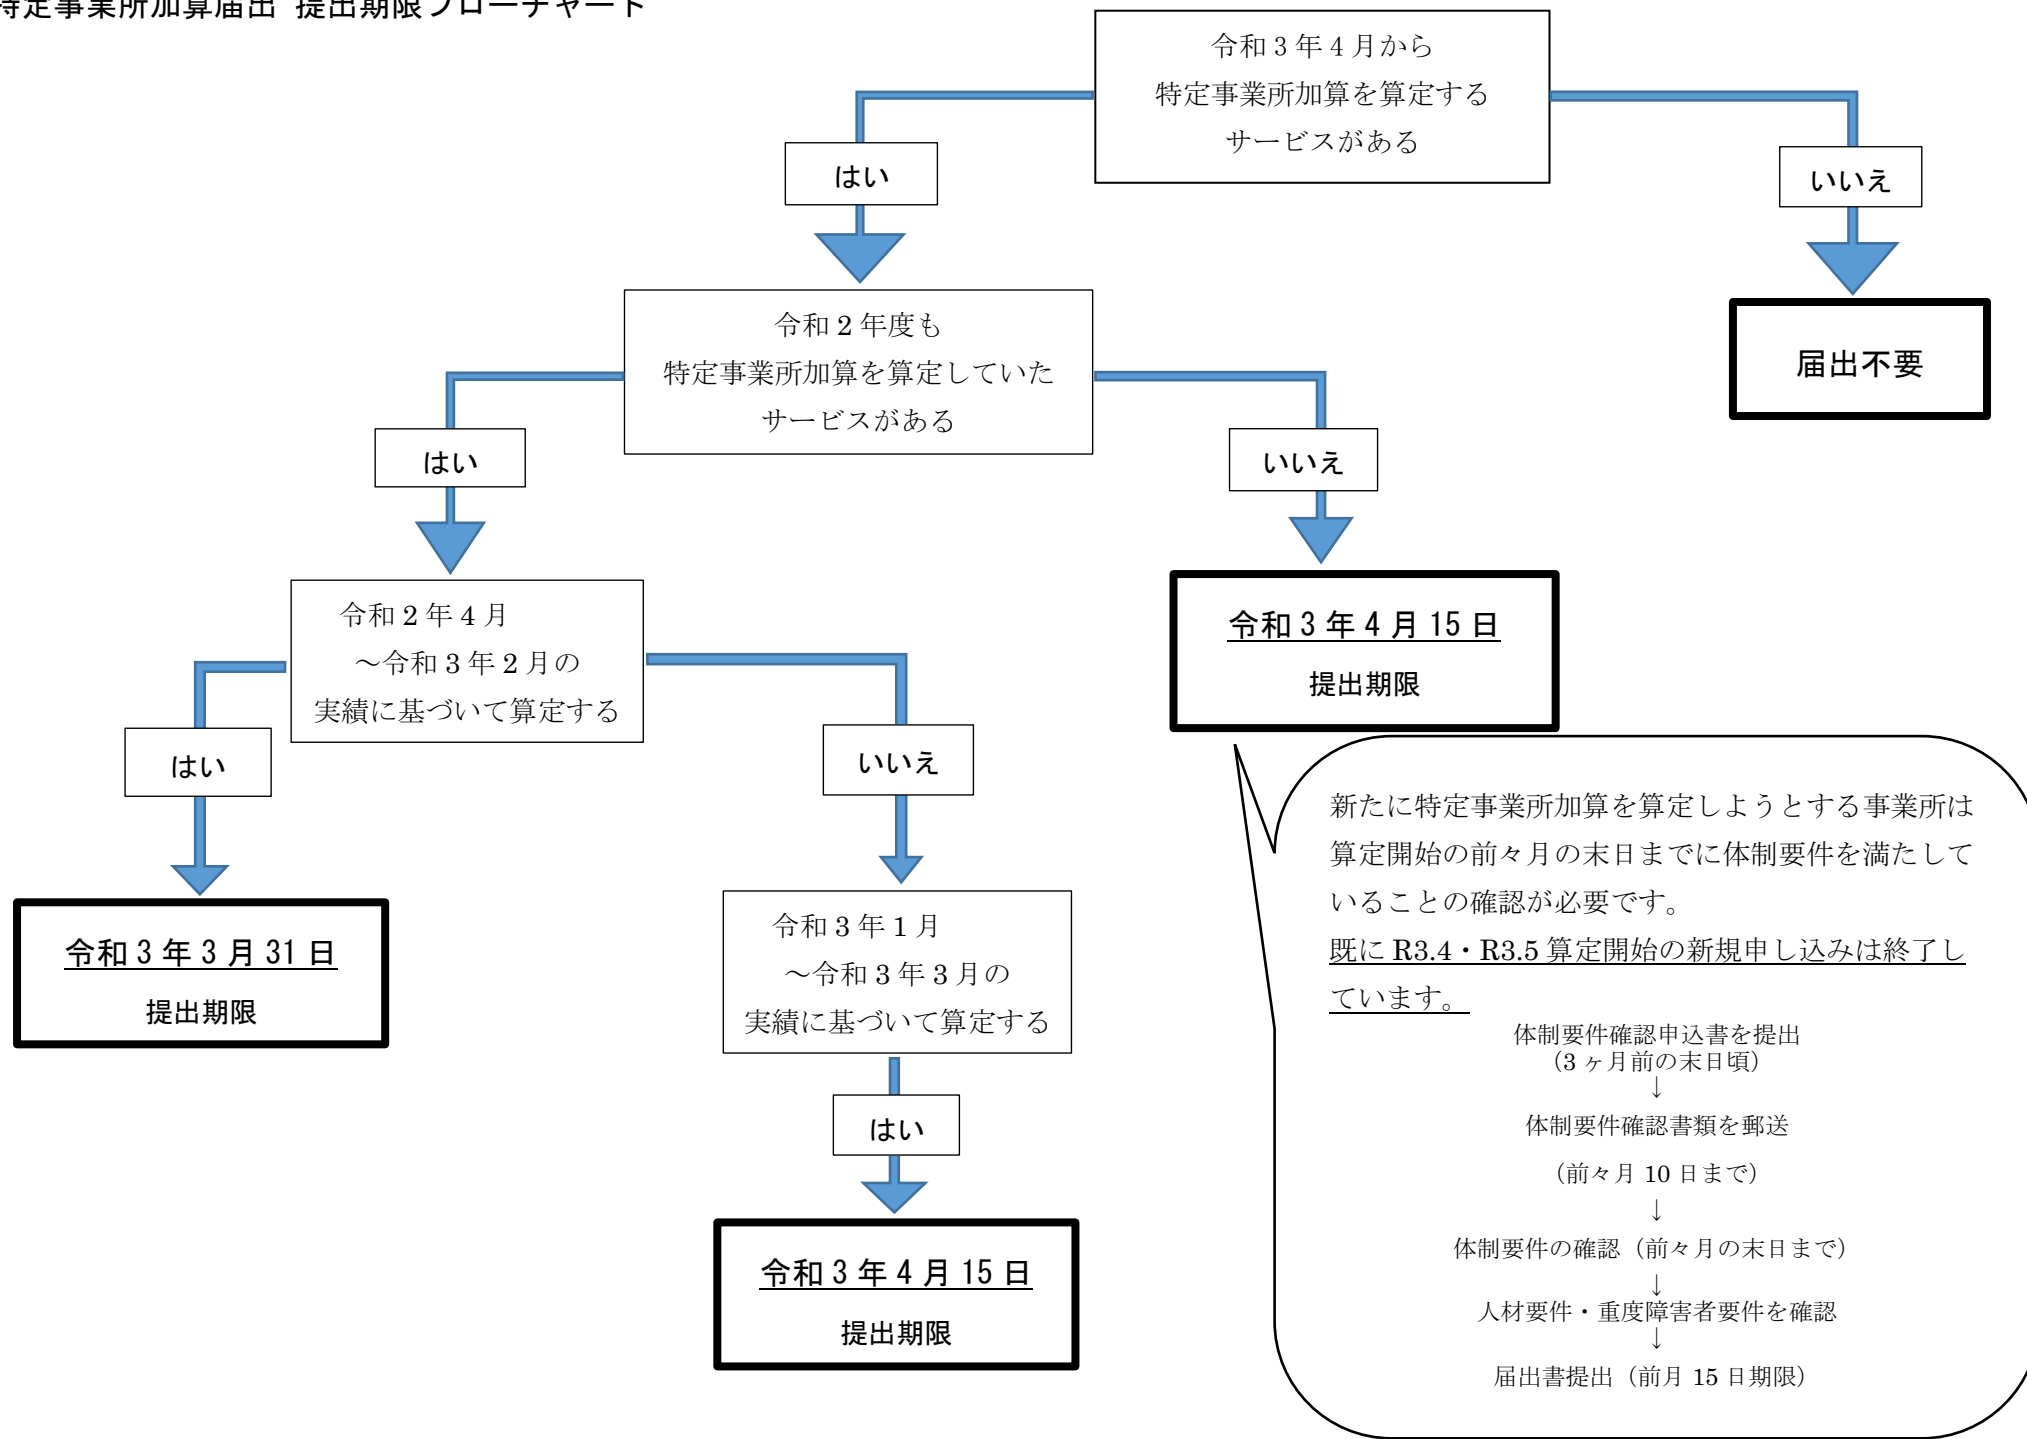 特定事業所加算届出 提出期限フローチャート
令和 3 年 4 月から
特定事業所加算を算定する
サービスがある
はい
いいえ
令和 2 年度も
特定事業所加算を算定していた
サービスがある
届出不要
はい
いいえ
令和 2 年 4 月
～令和 3 年 2 月の
実績に基づいて算定する
令和 3 年 4 月 15 日
提出期限
はい
いいえ
令和 3 年 3 月 31 日
提出期限
令和 3 年 1 月
～令和 3 年 3 月の
実績に基づいて算定する
はい
令和 3 年 4 月 15 日
提出期限
新たに特定事業所加算を算定しようとする事業所は
算定開始の前々月の末日までに体制要件を満たして
いることの確認が必要です。
既に R3.4・R3.5 算定開始の新規申し込みは終了し
ています。
体制要件確認申込書を提出
（3 ヶ月前の末日頃）
↓
体制要件確認書類を郵送
（前々月 10 日まで）
↓
体制要件の確認（前々月の末日まで）
↓
人材要件・重度障害者要件を確認
↓
届出書提出（前月 15 日期限）